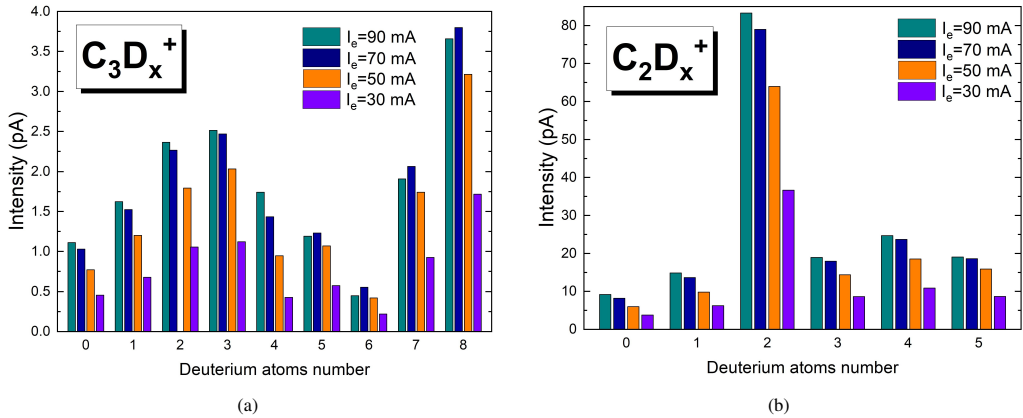 C₃Dₓ⁺
Iₑ=90 mA
Iₑ=70 mA
Iₑ=50 mA
Iₑ=30 mA
Intensity (pA)
4.0
3.5
3.0
2.5
2.0
1.5
1.0
0.5
0.0
0 1 2 3 4 5 6 7 8
Deuterium atoms number
(a)
C₂Dₓ⁺
Iₑ=90 mA
Iₑ=70 mA
Iₑ=50 mA
Iₑ=30 mA
Intensity (pA)
80
70
60
50
40
30
20
10
0
0 1 2 3 4 5
Deuterium atoms number
(b)